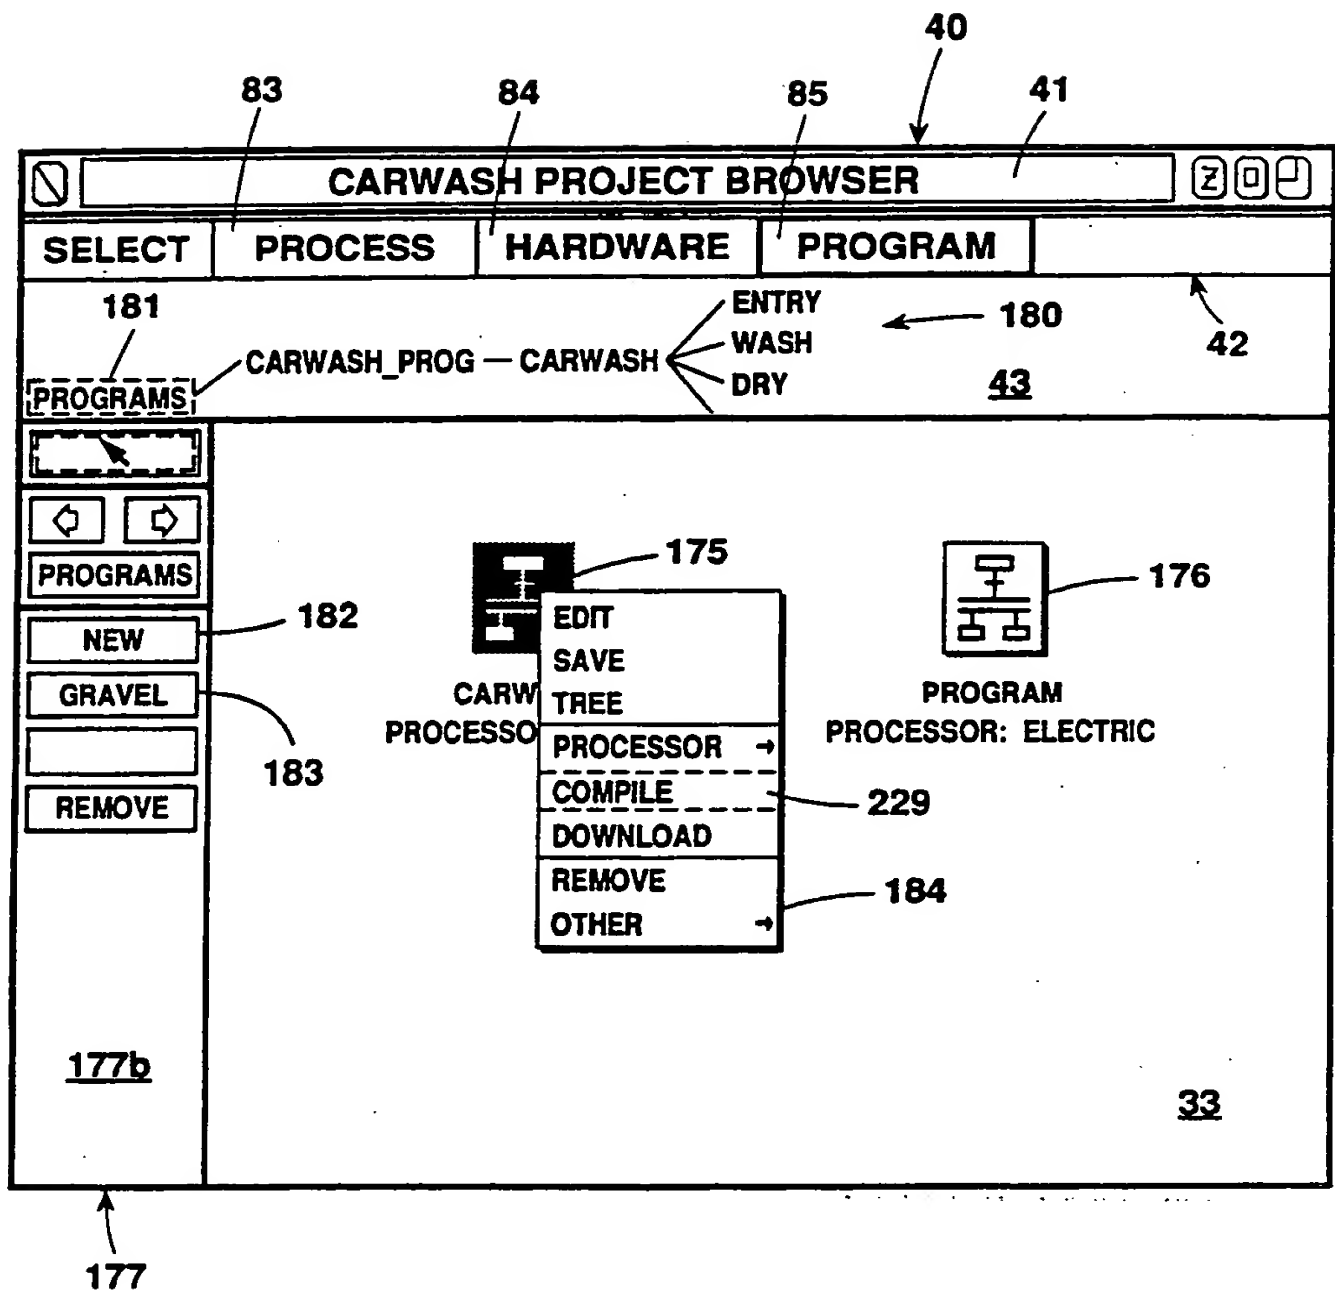 40
83
84
85
41
CARWASH PROJECT BROWSER
Z
SELECT PROCESS HARDWARE PROGRAM
181
ENTRY
180
42
CARWASH_PROG — CARWASH
WASH
PROGRAMS
DRY
43
175
176
PROGRAMS
EDIT
182
NEW
SAVE
GRAVEL
CARW
TREE
PROGRAM
PROCESSO
PROCESSOR: ELECTRIC
PROCESSOR →
183
COMPILE
229
REMOVE
DOWNLOAD
REMOVE
184
OTHER →
177b
33
177